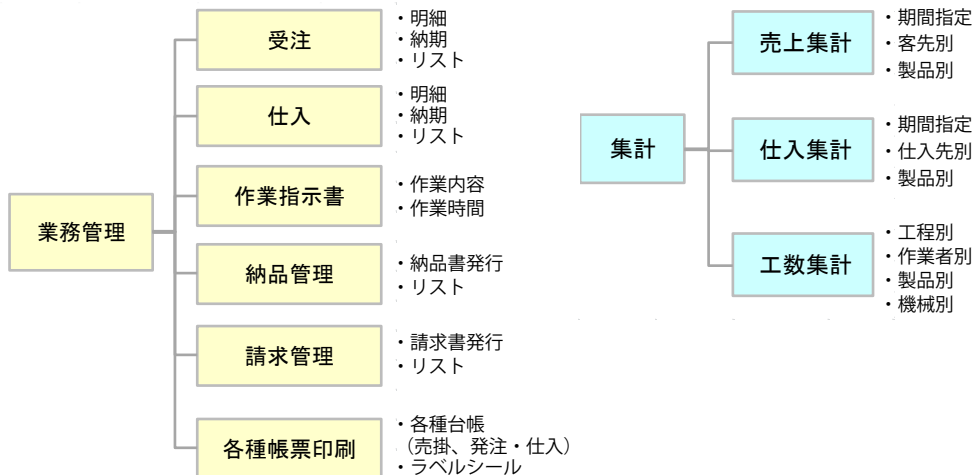 業務管理
受注
・明細
・納期
・リスト
仕入
・明細
・納期
・リスト
作業指示書
・作業内容
・作業時間
納品管理
・納品書発行
・リスト
請求管理
・請求書発行
・リスト
各種帳票印刷
・各種台帳
（売掛、発注・仕入）
・ラベルシール
集計
売上集計
・期間指定
・客先別
・製品別
仕入集計
・期間指定
・仕入先別
・製品別
工数集計
・工程別
・作業者別
・製品別
・機械別